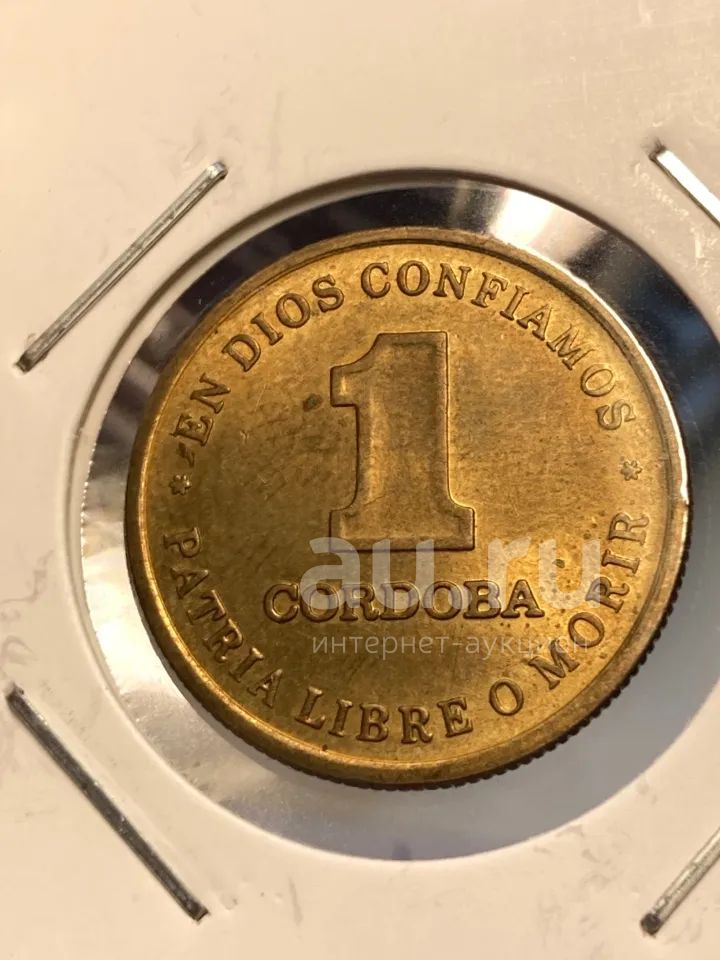 EN DIOS CONFIAMOS
1
CORDOBA
PATRIA LIBRE O MORIR
au.ru
интернет-аукцион